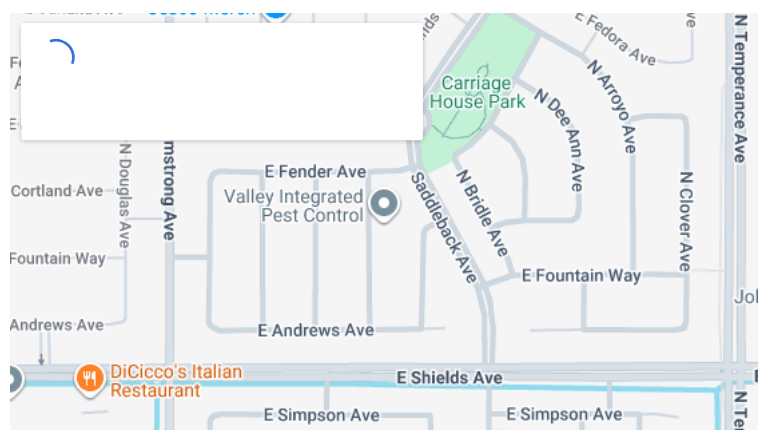 E Fedora Ave
N Temperance Ave
Carriage
House Park
N Arroyo Ave
N Dee Ann Ave
N Douglas Ave
E Fender Ave
Valley Integrated
Pest Control
Cortland Ave
Saddleback Ave
N Bridle Ave
N Clover Ave
Fountain Way
E Fountain Way
Andrews Ave
E Andrews Ave
DiCicco's Italian
Restaurant
E Shields Ave
E Simpson Ave
E Simpson Ave